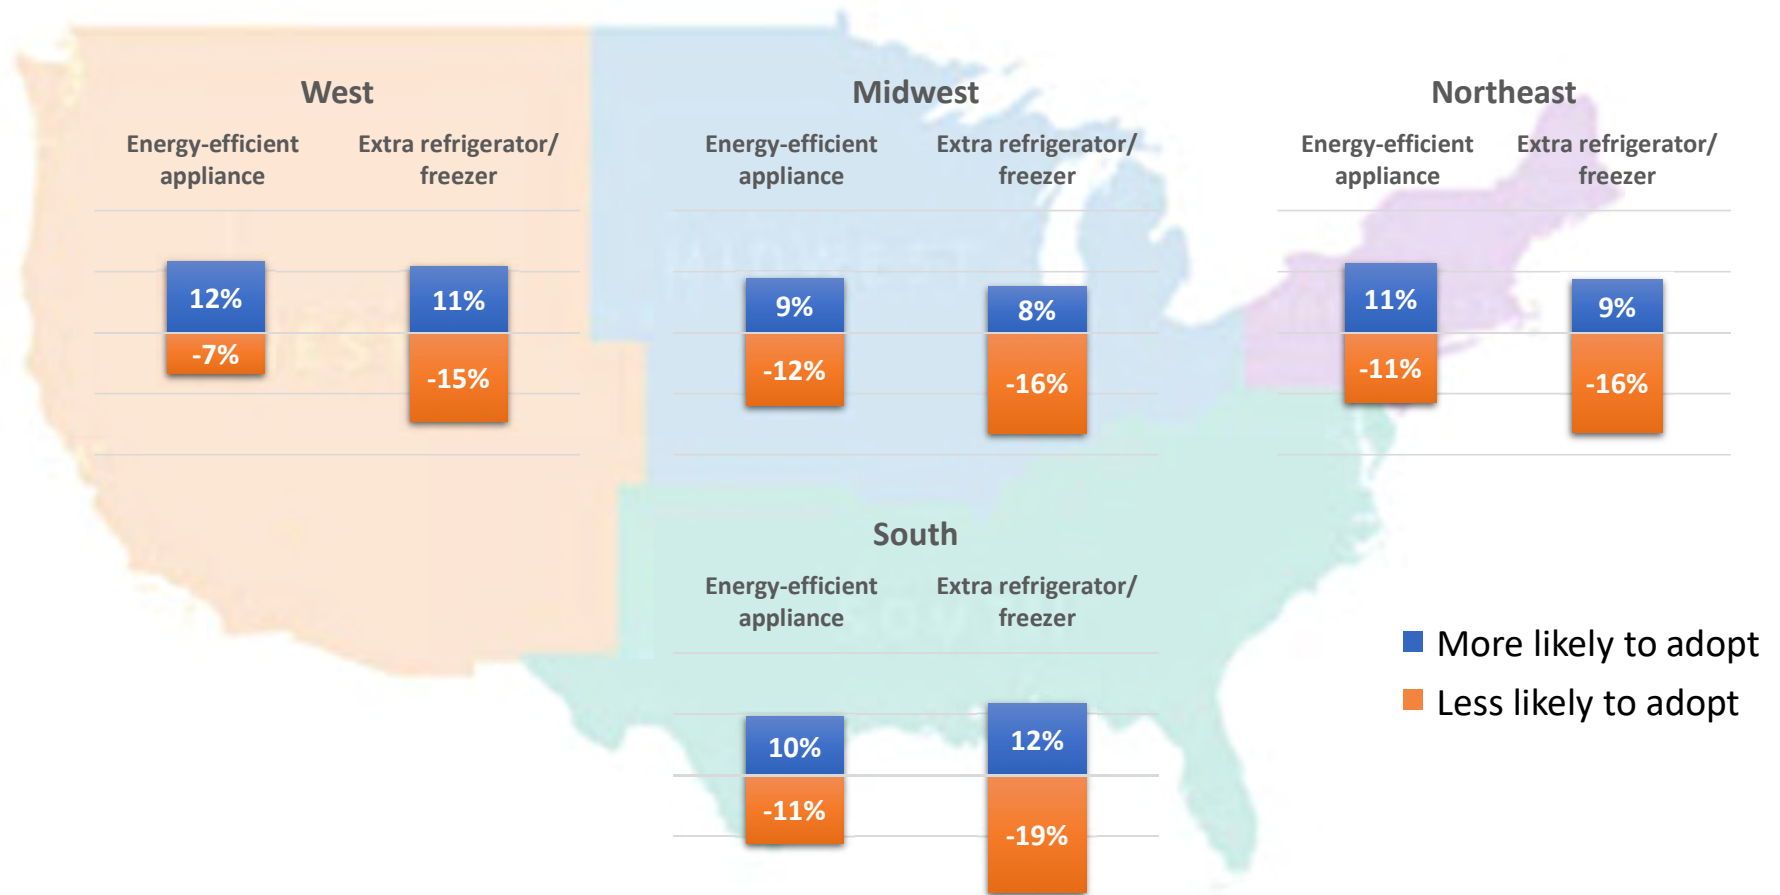 West
Energy-efficient
appliance
Extra refrigerator/
freezer
12%
11%
-7%
-15%
Midwest
Energy-efficient
appliance
Extra refrigerator/
freezer
9%
8%
-12%
-16%
MIDWEST
Northeast
Energy-efficient
appliance
Extra refrigerator/
freezer
11%
9%
-11%
-16%
South
Energy-efficient
appliance
Extra refrigerator/
freezer
10%
12%
-11%
-19%
More likely to adopt
Less likely to adopt